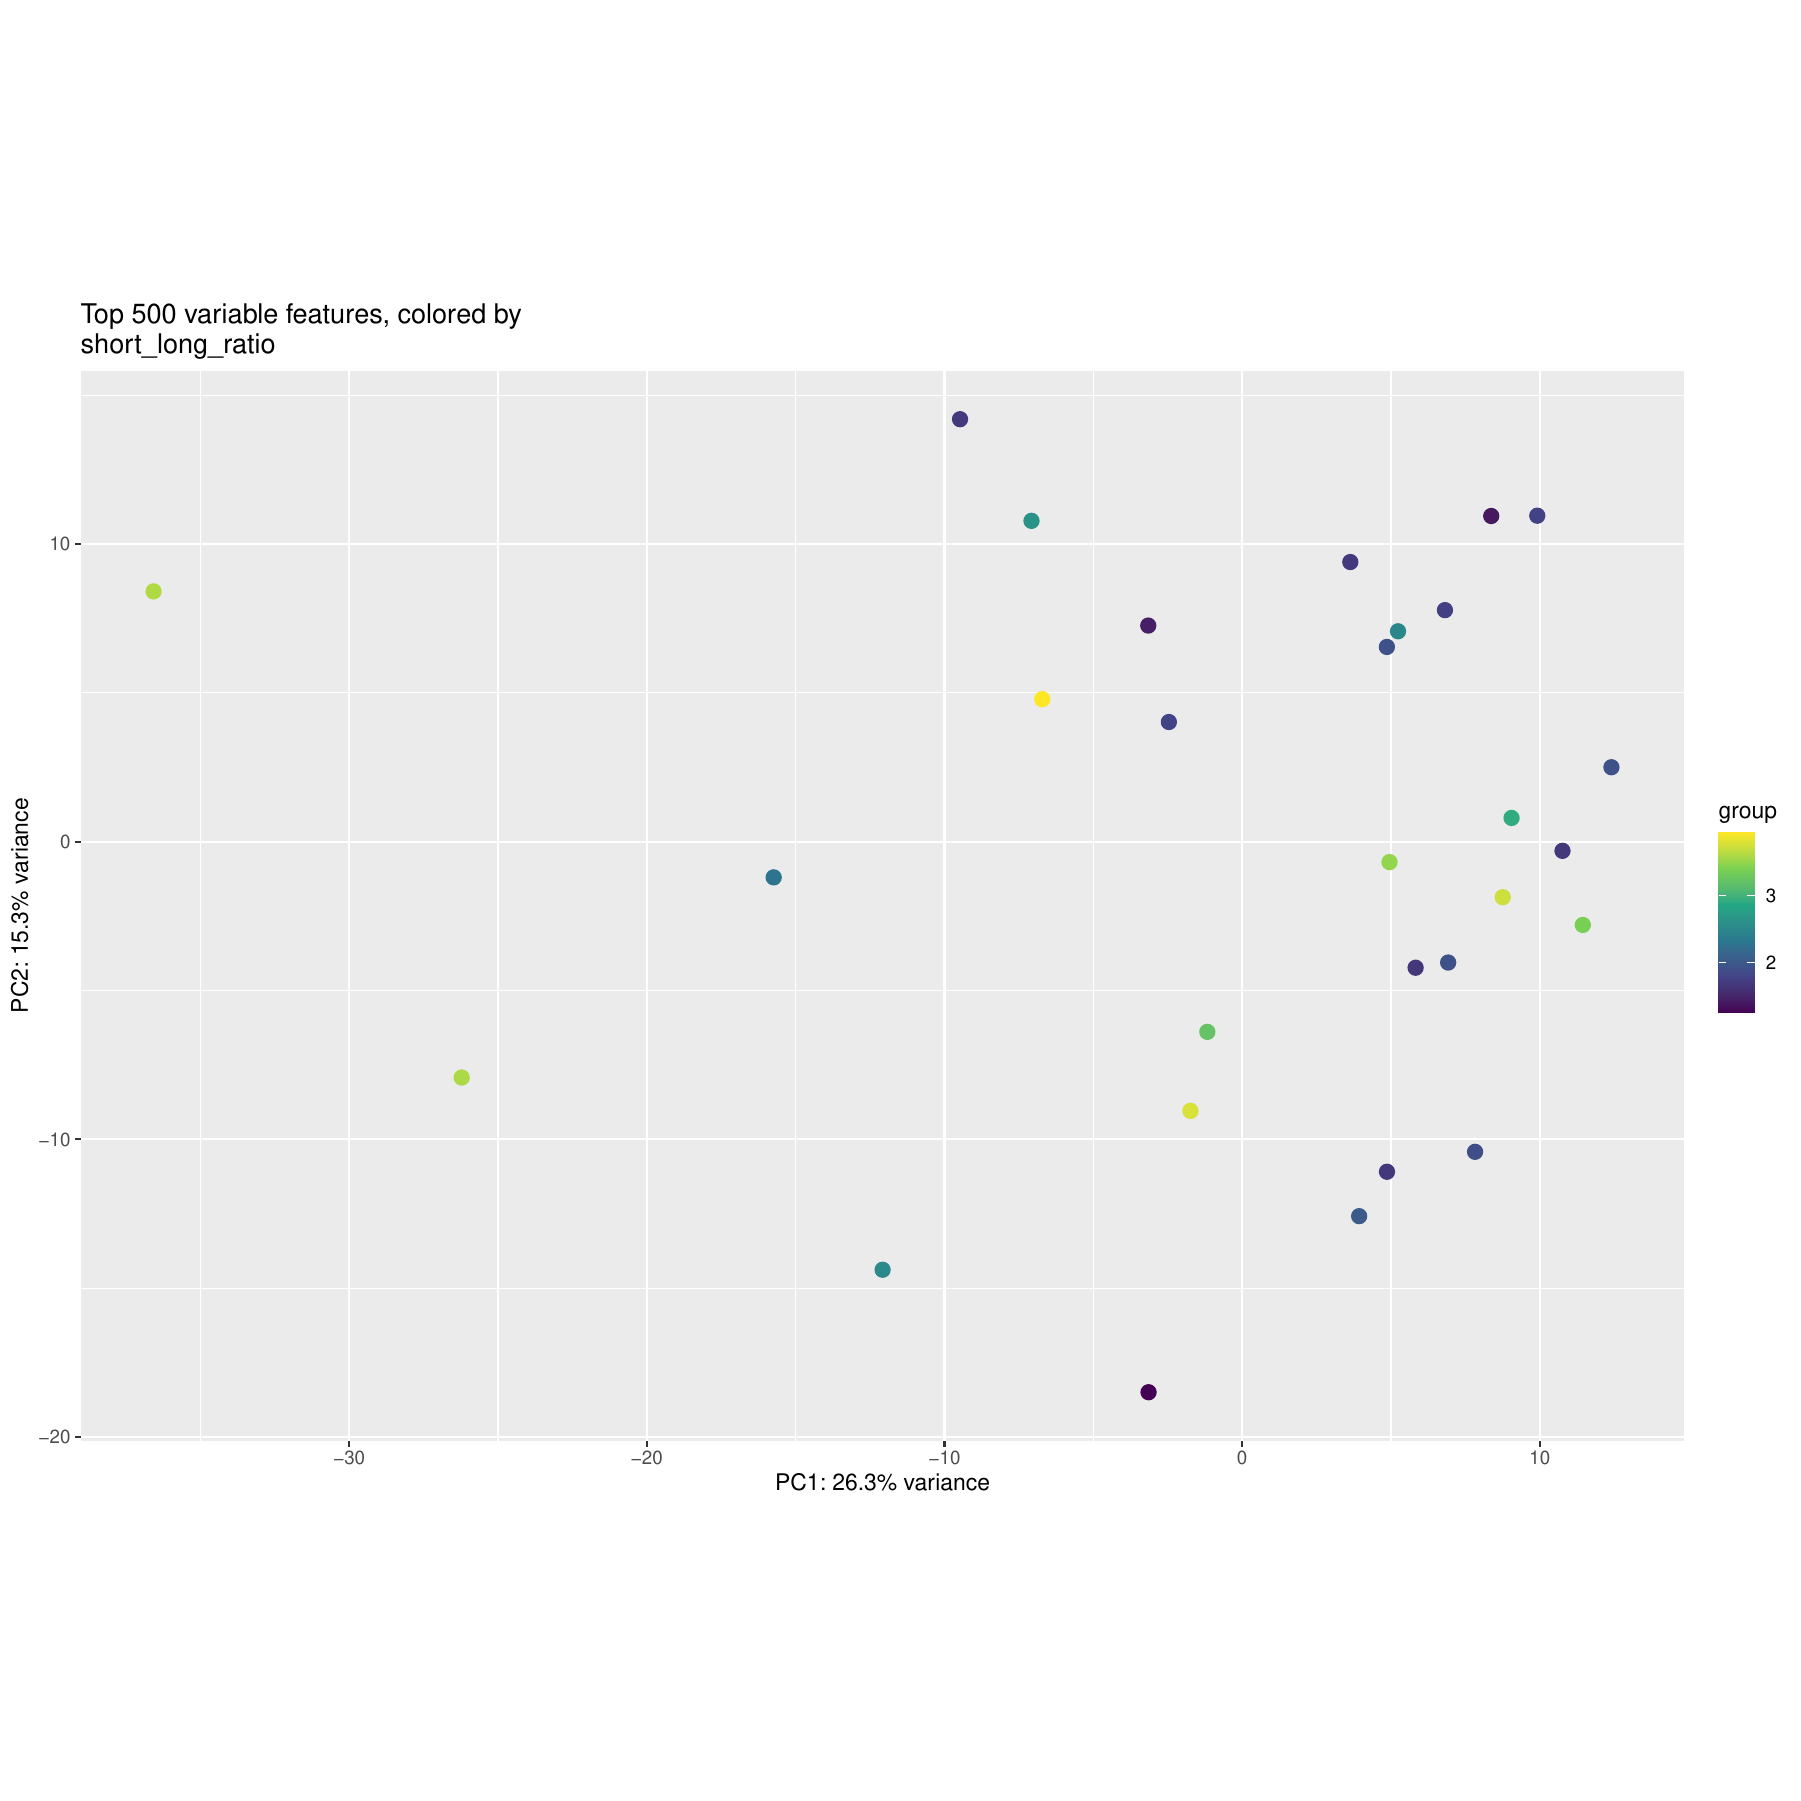 Top 500 variable features, colored by
short_long_ratio
10
0
−10
−20
−30
−20
−10
0
10
PC1: 26.3% variance
PC2: 15.3% variance
group
3
2